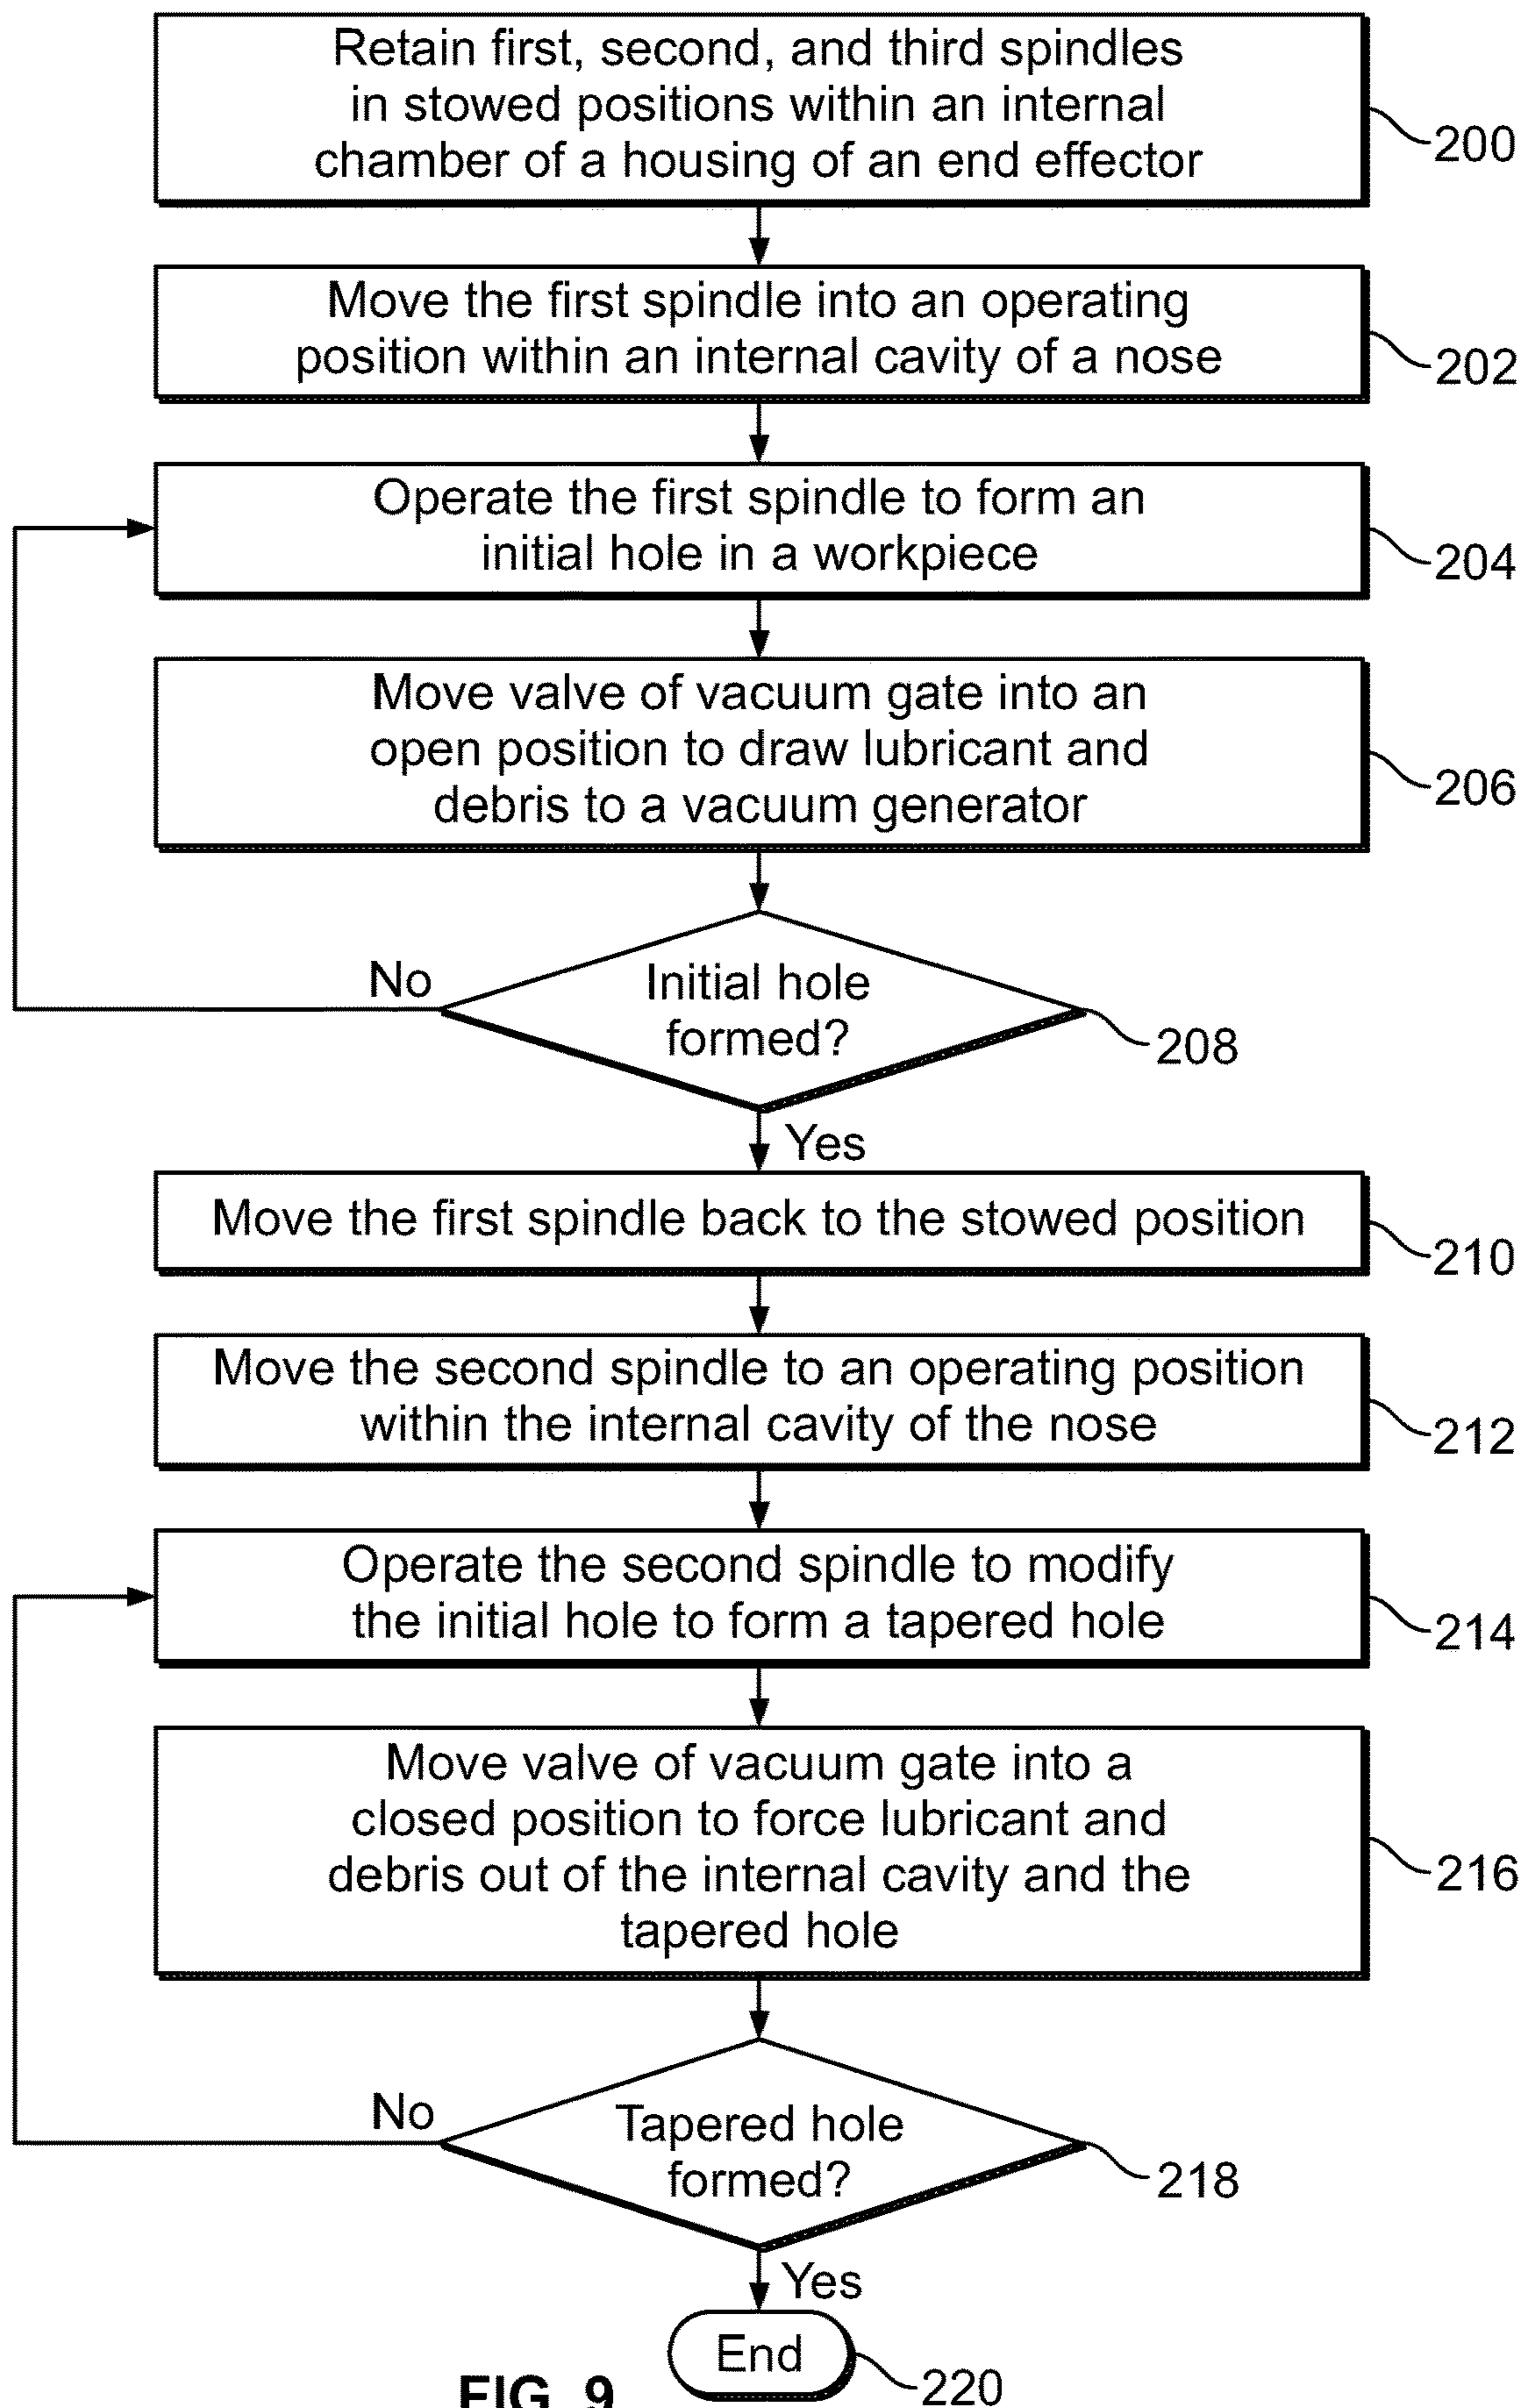 Retain first, second, and third spindles
in stowed positions within an internal
chamber of a housing of an end effector
200
Move the first spindle into an operating
position within an internal cavity of a nose
202
Operate the first spindle to form an
initial hole in a workpiece
204
Move valve of vacuum gate into an
open position to draw lubricant and
debris to a vacuum generator
206
No
Initial hole
formed?
208
Yes
Move the first spindle back to the stowed position
210
Move the second spindle to an operating position
within the internal cavity of the nose
212
Operate the second spindle to modify
the initial hole to form a tapered hole
214
Move valve of vacuum gate into a
closed position to force lubricant and
debris out of the internal cavity and the
tapered hole
216
No
Tapered hole
formed?
218
Yes
End
220
FIG. 9